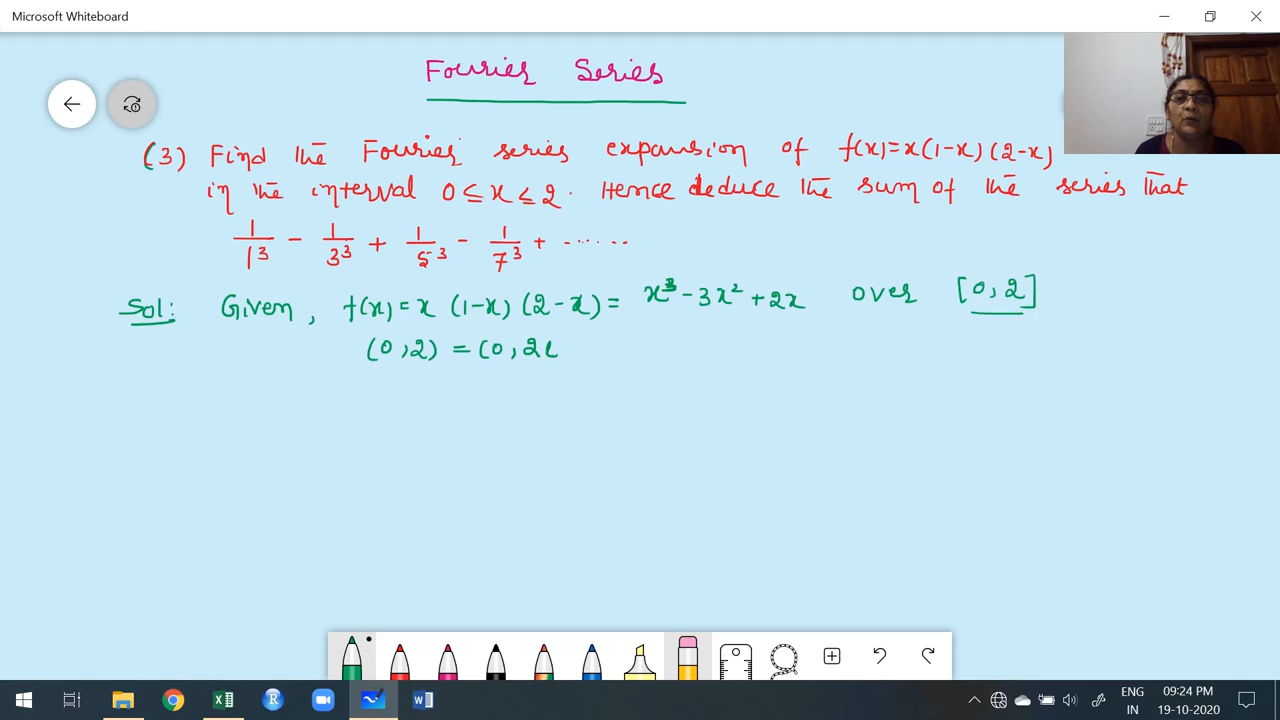 Microsoft Whiteboard
Fourier Series
(3) Find the Fourier series expansion of f(x)=x(1-x)(2-x)
in the interval 0 ≤ x ≤ 2. Hence deduce the sum of the series that
1/1³ - 1/3³ + 1/5³ - 1/7³ + ......
Sol: Given, f(x) = x (1-x) (2-x) = x³ - 3x² + 2x over [0,2]
(0,2) = (0, 2l
ENG
IN
09:24 PM
19-10-2020